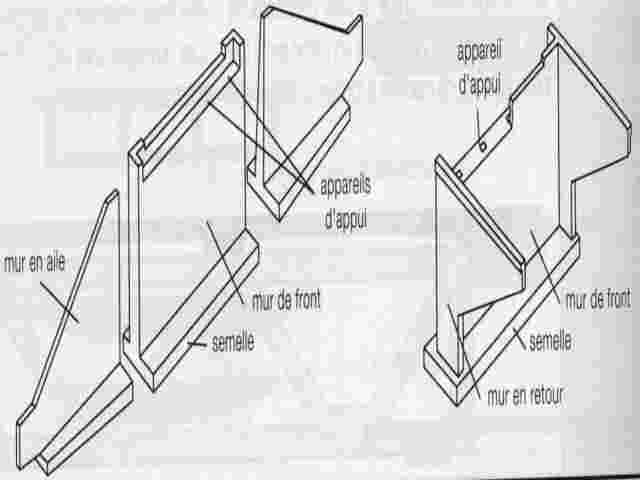 appareil
d'appui
appareils
d'appui
mur en aile
mur de front
semelle
mur de front
semelle
mur en retour